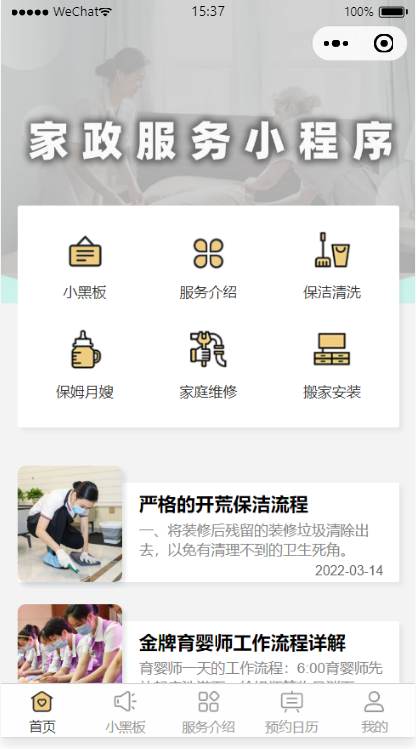 WeChat
15:37
100%
家政服务小程序
小黑板
服务介绍
保洁清洗
保姆月嫂
家庭维修
搬家安装
严格的开荒保洁流程
一、将装修后残留的装修垃圾清除出
去，以免有清理不到的卫生死角。
2022-03-14
金牌育婴师工作流程详解
育婴师一天的工作流程：6:00育婴师先
首页
小黑板
服务介绍
预约日历
我的